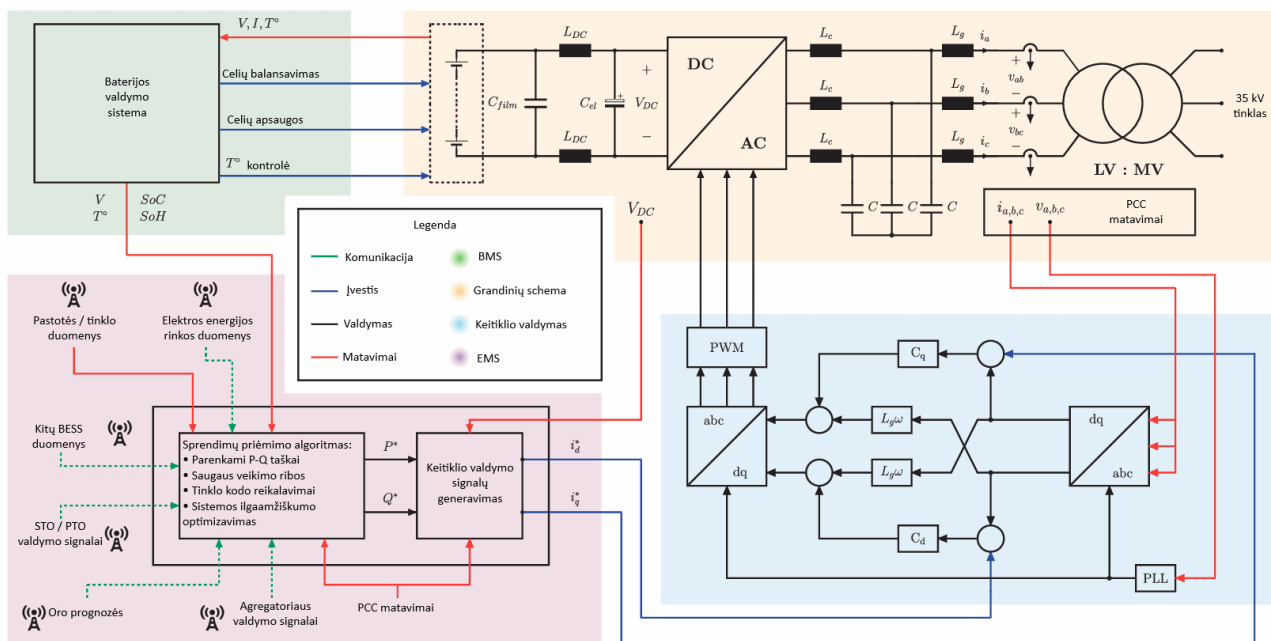 V, I, T°
Baterijos
valdymo
sistema
Celių balansavimas
Celių apsaugos
T° kontrolė
V SoC
T° SoH
L_DC
C_film
C_el
+
+
V_DC
−
L_DC
DC
AC
L_c
L_c
L_c
L_g
L_g
L_g
i_a
i_b
i_c
+
v_ab
−
+
v_bc
−
LV : MV
35 kV
tinklas
C
C
C
i_a,b,c v_a,b,c
PCC
matavimai
V_DC
Legenda
Komunikacija
Įvestis
Valdymas
Matavimai
BMS
Grandinių schema
Keitiklio valdymas
EMS
Pastotės / tinklo
duomenys
Elektros energijos
rinkos duomenys
Kitų BESS
duomenys
STO / PTO
valdymo signalai
Oro prognozės
Agregatoriaus
valdymo signalai
PCC matavimai
Sprendimų priėmimo algoritmas:
• Parenkami P-Q taškai
• Saugaus veikimo ribos
• Tinklo kodo reikalavimai
• Sistemos ilgaamžiškumo
optimizavimas
P*
Q*
Keitiklio valdymo
signalų
generavimas
i_d*
i_q*
PWM
abc
dq
C_q
L_gω
L_gω
C_d
dq
abc
PLL